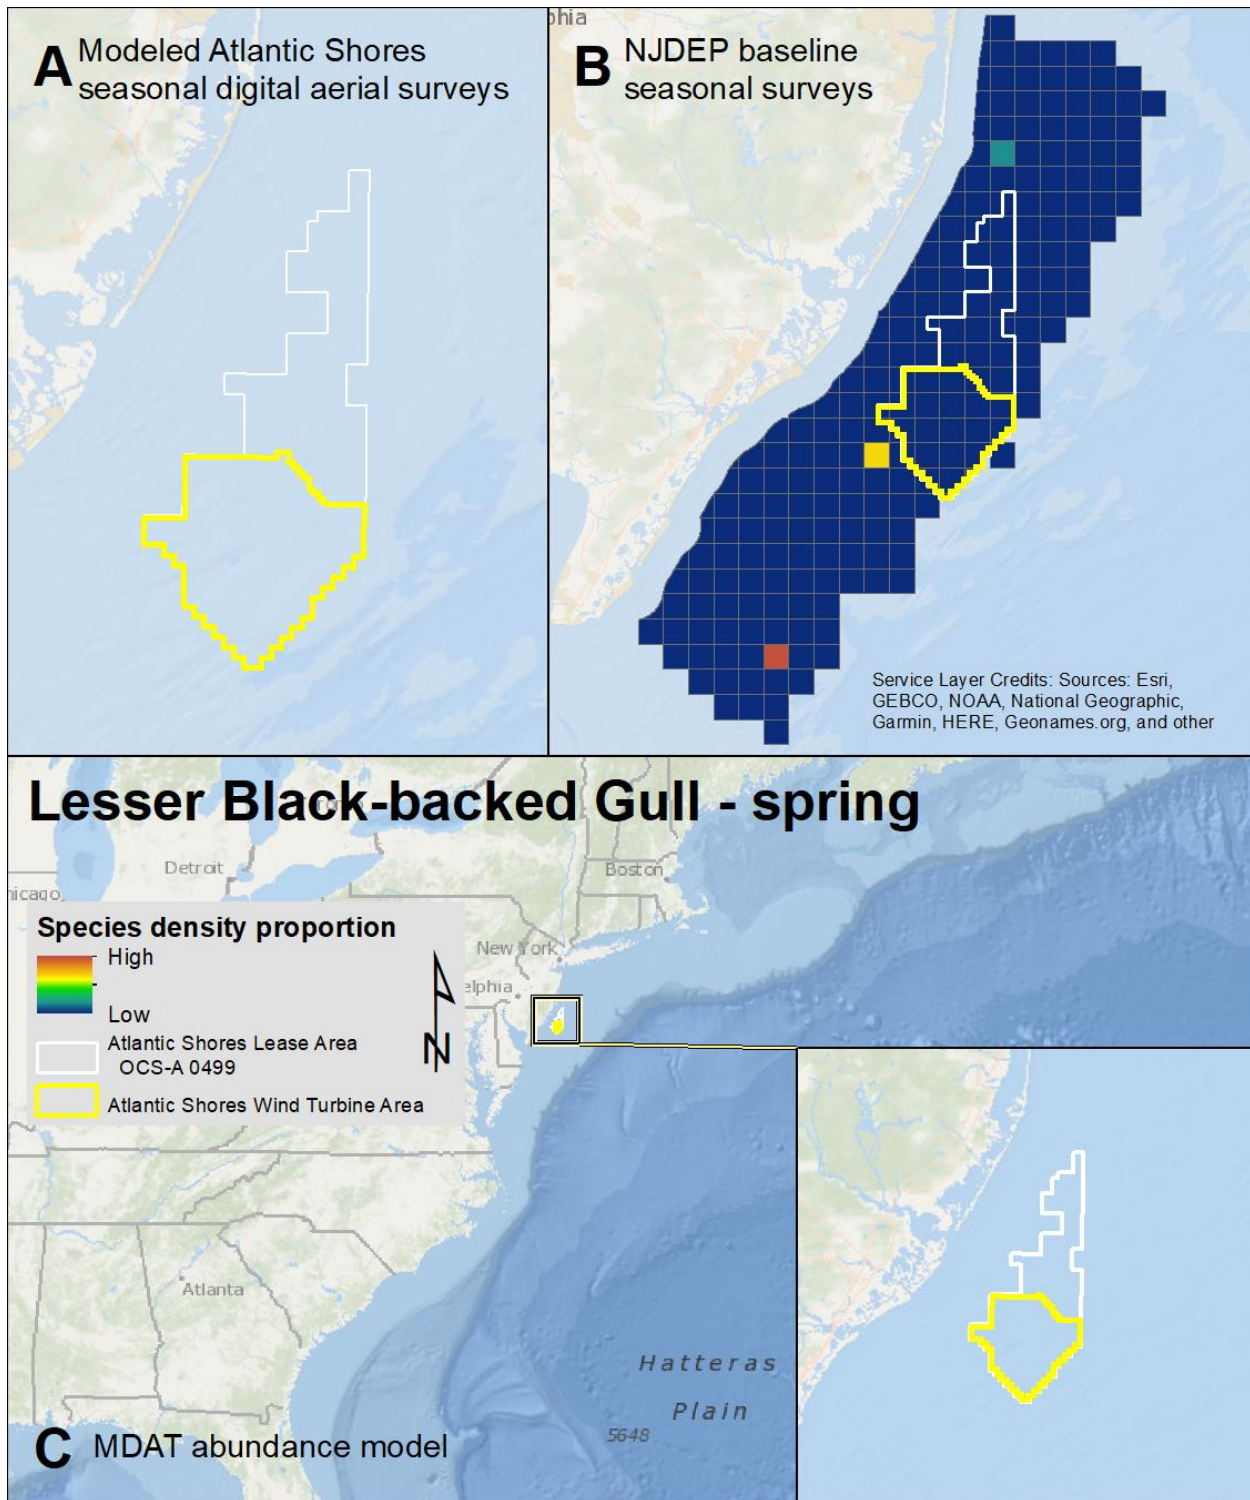 A Modeled Atlantic Shores
seasonal digital aerial surveys
phia
B NJDEP baseline
seasonal surveys
Service Layer Credits: Sources: Esri,
GEBCO, NOAA, National Geographic,
Garmin, HERE, Geonames.org, and other
Lesser Black-backed Gull - spring
Detroit
Boston
hicago
Species density proportion
High
Low
Atlantic Shores Lease Area
OCS-A 0499
Atlantic Shores Wind Turbine Area
N
New York
elphia
Atlanta
Hatteras
Plain
5648
C MDAT abundance model